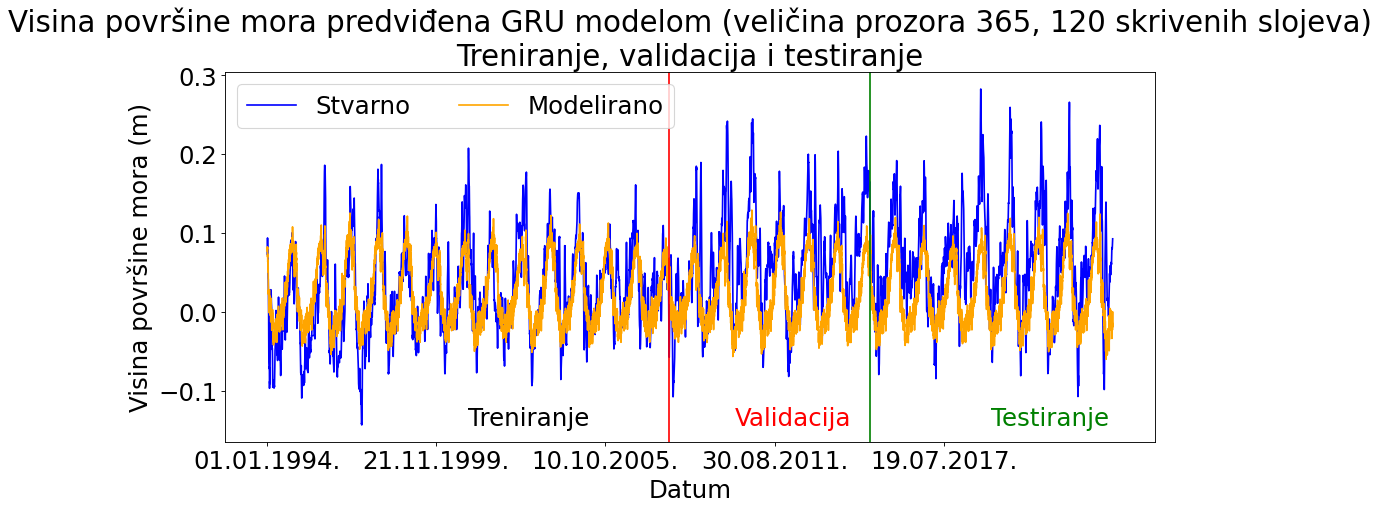 Visina površine mora predviđena GRU modelom (veličina prozora 365, 120 skrivenih slojeva)
Treniranje, validacija i testiranje
Stvarno
Modelirano
Visina površine mora (m)
0.3
0.2
0.1
0.0
−0.1
Treniranje
Validacija
Testiranje
01.01.1994.
21.11.1999.
10.10.2005.
30.08.2011.
19.07.2017.
Datum